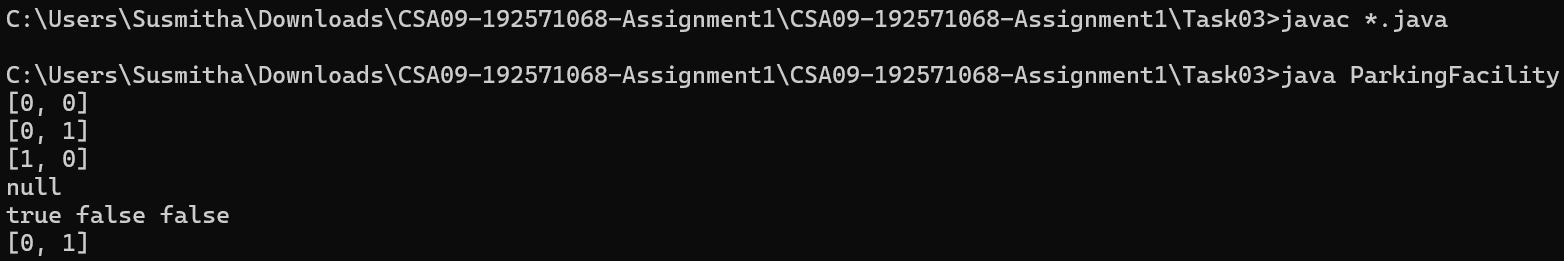 C:\Users\Susmitha\Downloads\CSA09-192571068-Assignment1\CSA09-192571068-Assignment1\Task03>javac *.java
C:\Users\Susmitha\Downloads\CSA09-192571068-Assignment1\CSA09-192571068-Assignment1\Task03>java ParkingFacility
[0, 0]
[0, 1]
[1, 0]
null
true false false
[0, 1]